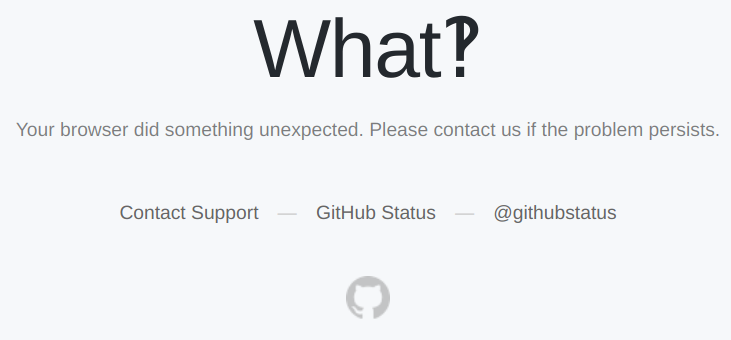 What‽
Your browser did something unexpected. Please contact us if the problem persists.
Contact Support — GitHub Status — @githubstatus